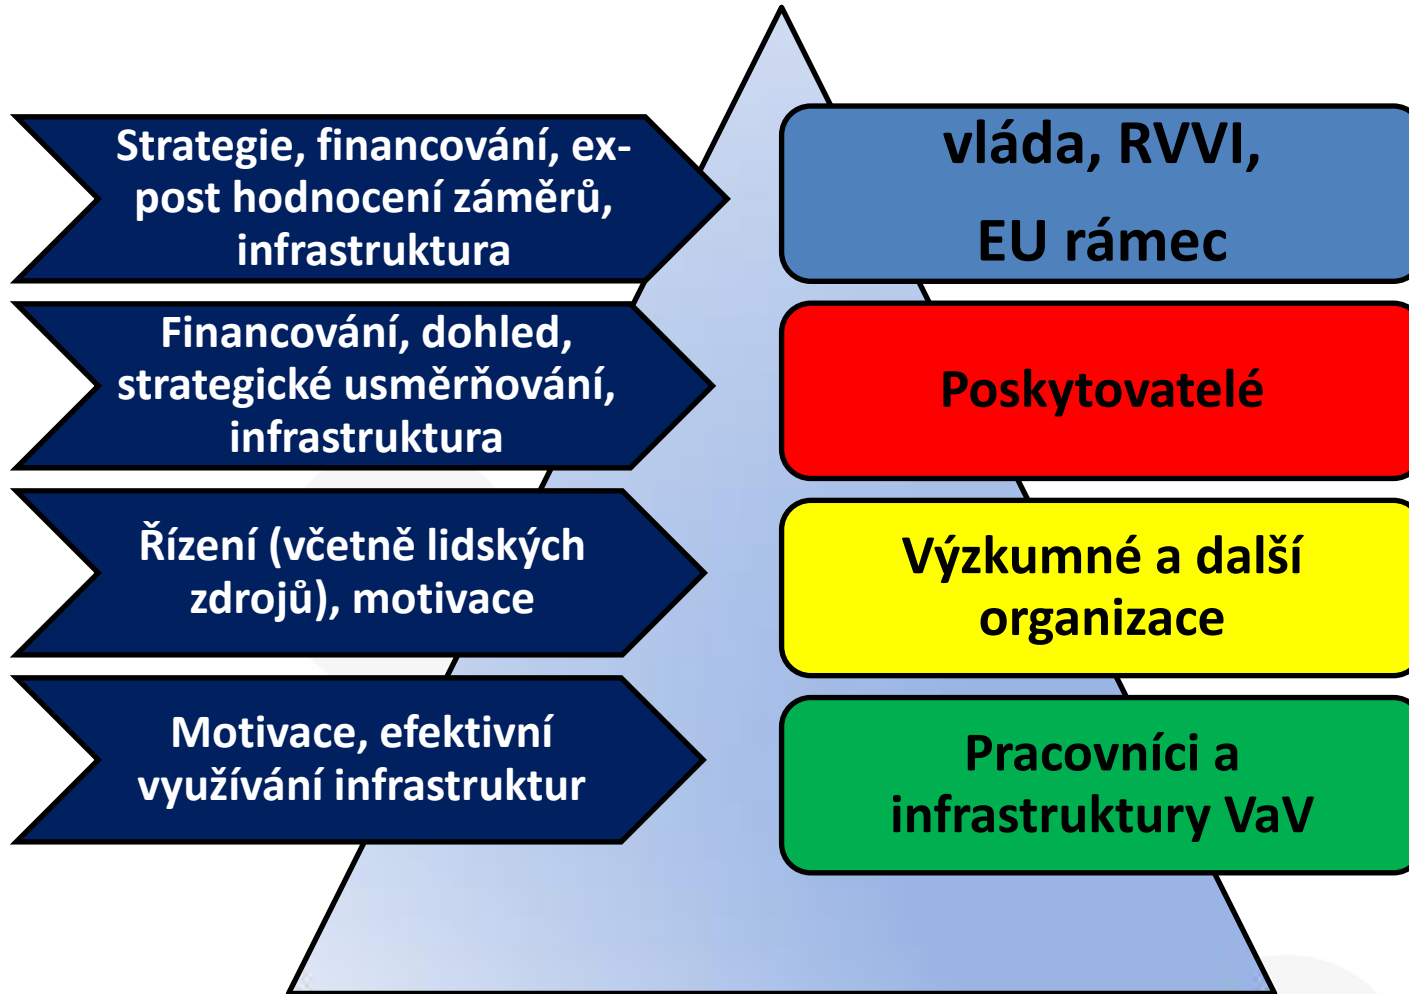 Strategie, financování, ex-
post hodnocení záměrů,
infrastruktura
vláda, RVVI,
EU rámec
Financování, dohled,
strategické usměrňování,
infrastruktura
Poskytovatelé
Řízení (včetně lidských
zdrojů), motivace
Výzkumné a další
organizace
Motivace, efektivní
využívání infrastruktur
Pracovníci a
infrastruktury VaV